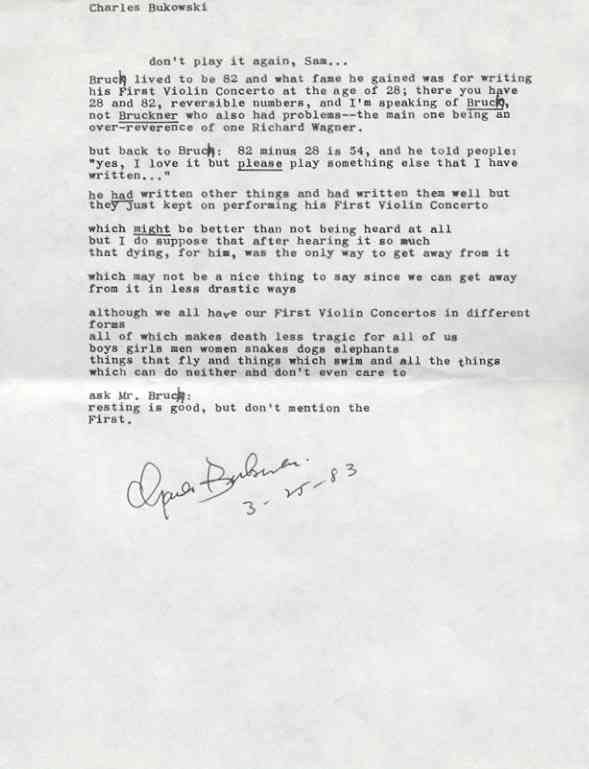 Charles Bukowski
don't play it again, Sam...
Bruch lived to be 82 and what fame he gained was for writing
his First Violin Concerto at the age of 28; there you have
28 and 82, reversible numbers, and I'm speaking of Bruch,
not Bruckner who also had problems--the main one being an
over-reverence of one Richard Wagner.
but back to Bruch: 82 minus 28 is 54, and he told people:
"yes, I love it but please play something else that I have
written..."
he had written other things and had written them well but
they just kept on performing his First Violin Concerto
which might be better than not being heard at all
but I do suppose that after hearing it so much
that dying, for him, was the only way to get away from it
which may not be a nice thing to say since we can get away
from it in less drastic ways
although we all have our First Violin Concertos in different
forms
all of which makes death less tragic for all of us
boys girls men women snakes dogs elephants
things that fly and things which swim and all the things
which can do neither and don't even care to
ask Mr. Bruch:
resting is good, but don't mention the
First.
Charles Bukowski
3-25-83